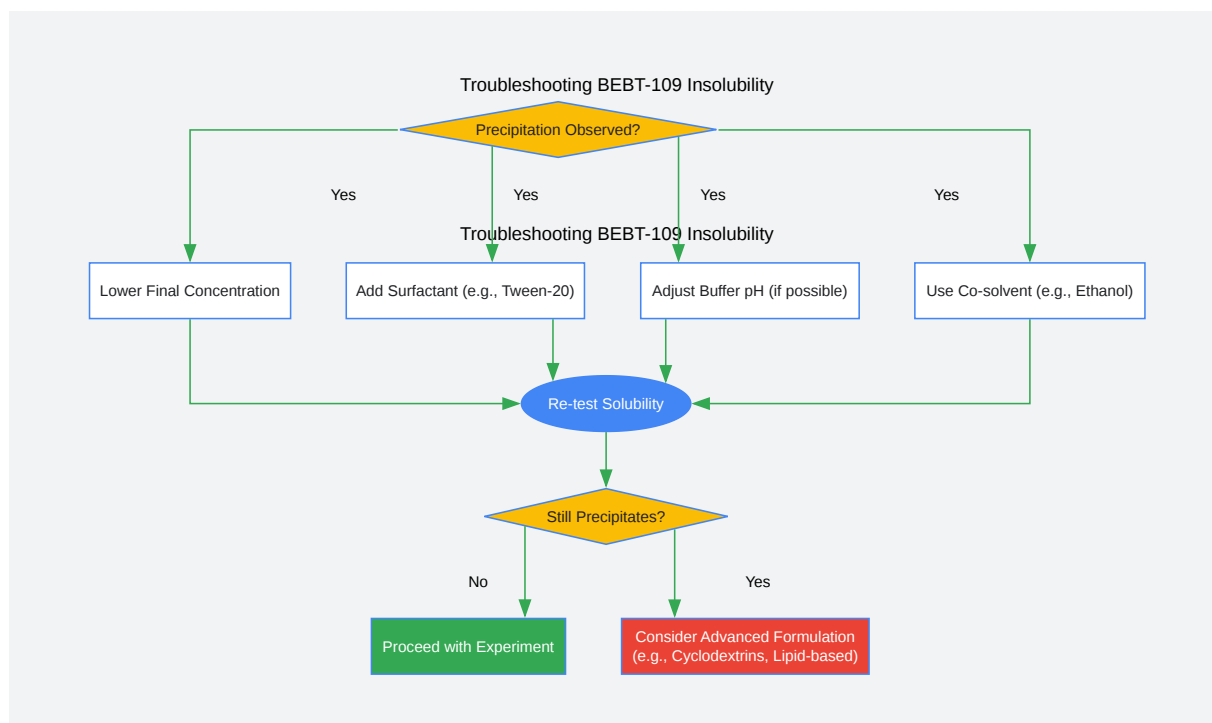 Troubleshooting BEBT-109 Insolubility
Precipitation Observed?
Yes
Yes
Yes
Yes
Troubleshooting BEBT-109 Insolubility
Lower Final Concentration
Add Surfactant (e.g., Tween-20)
Adjust Buffer pH (if possible)
Use Co-solvent (e.g., Ethanol)
Re-test Solubility
Still Precipitates?
No
Yes
Proceed with Experiment
Consider Advanced Formulation
(e.g., Cyclodextrins, Lipid-based)